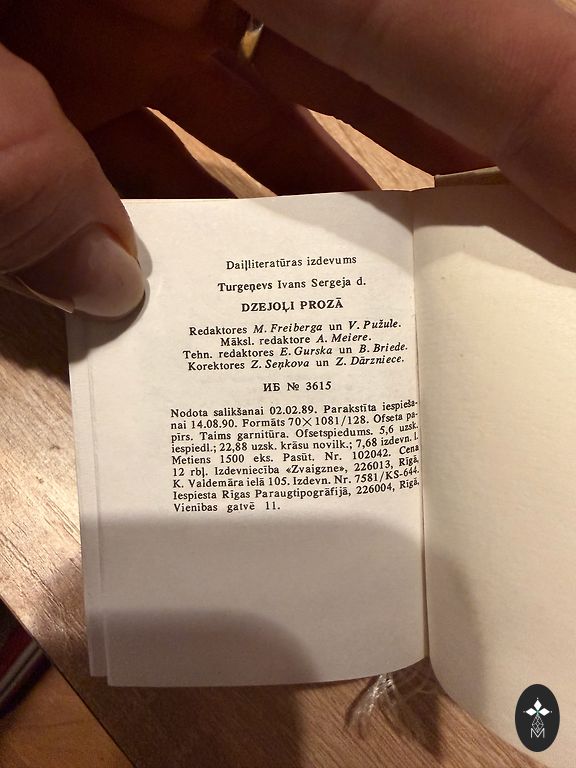 Daiļliteratūras izdevums
Turgeņevs Ivans Sergeja d.
DZEJOĻI PROZĀ
Redaktores M. Freiberga un V. Pužule.
Māksl. redaktore A. Meiere.
Tehn. redaktores E. Gurska un B. Briede.
Korektores Z. Seņkova un Z. Dārzniece.
ИБ № 3615
Nodota salikšanai 02.02.89. Parakstīta iespieša-
nai 14.08.90. Formāts 70×1081/128. Ofseta pa-
pīrs. Taims garnitūra. Ofsetspiedums. 5,6 uzsk.
iespiedl.; 22,88 uzsk. krāsu novilk.; 7,68 izdevn. l.
Metiens 1500 eks. Pasūt. Nr. 102042. Cena
12 rbļ. Izdevniecība «Zvaigzne», 226013, Rīgā,
K. Valdemāra ielā 105. Izdevn. Nr. 7581/KS-644.
Iespiesta Rīgas Paraugtipogrāfijā, 226004, Rīgā,
Vienības gatvē 11.
M